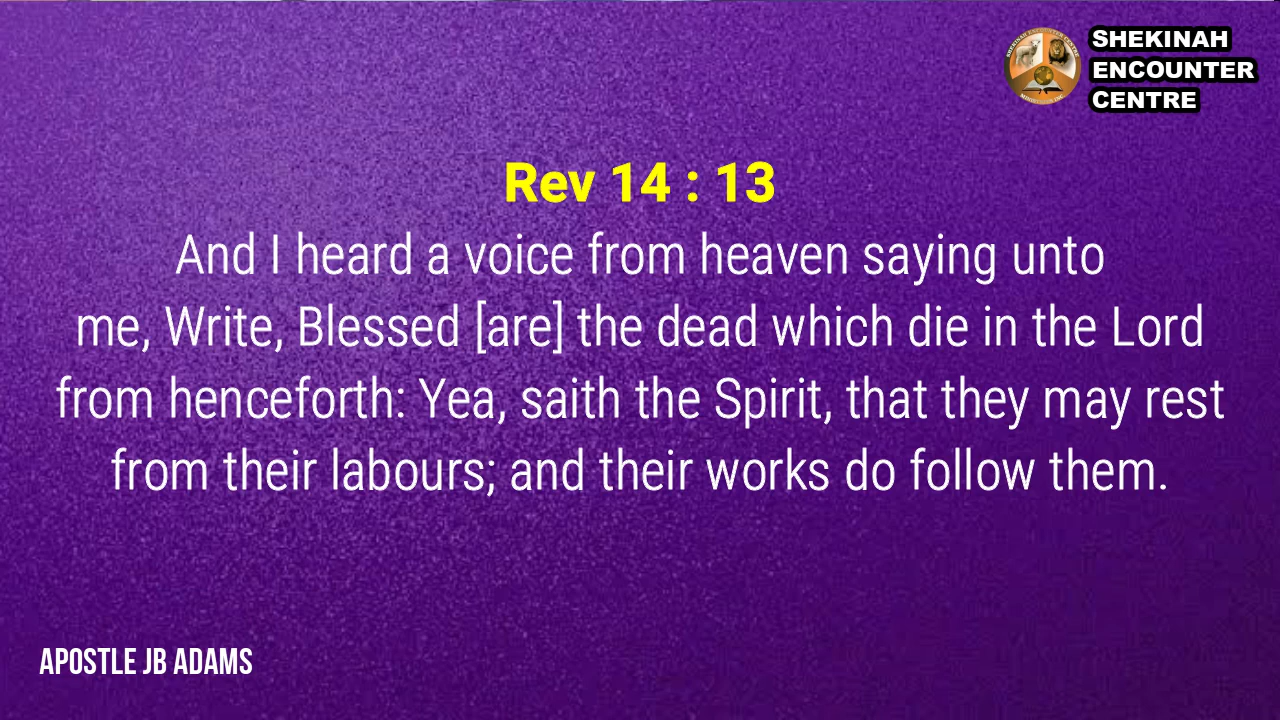 SHEKINAH
ENCOUNTER
CENTRE
Rev 14 : 13
And I heard a voice from heaven saying unto
me, Write, Blessed [are] the dead which die in the Lord
from henceforth: Yea, saith the Spirit, that they may rest
from their labours; and their works do follow them.
APOSTLE JB ADAMS